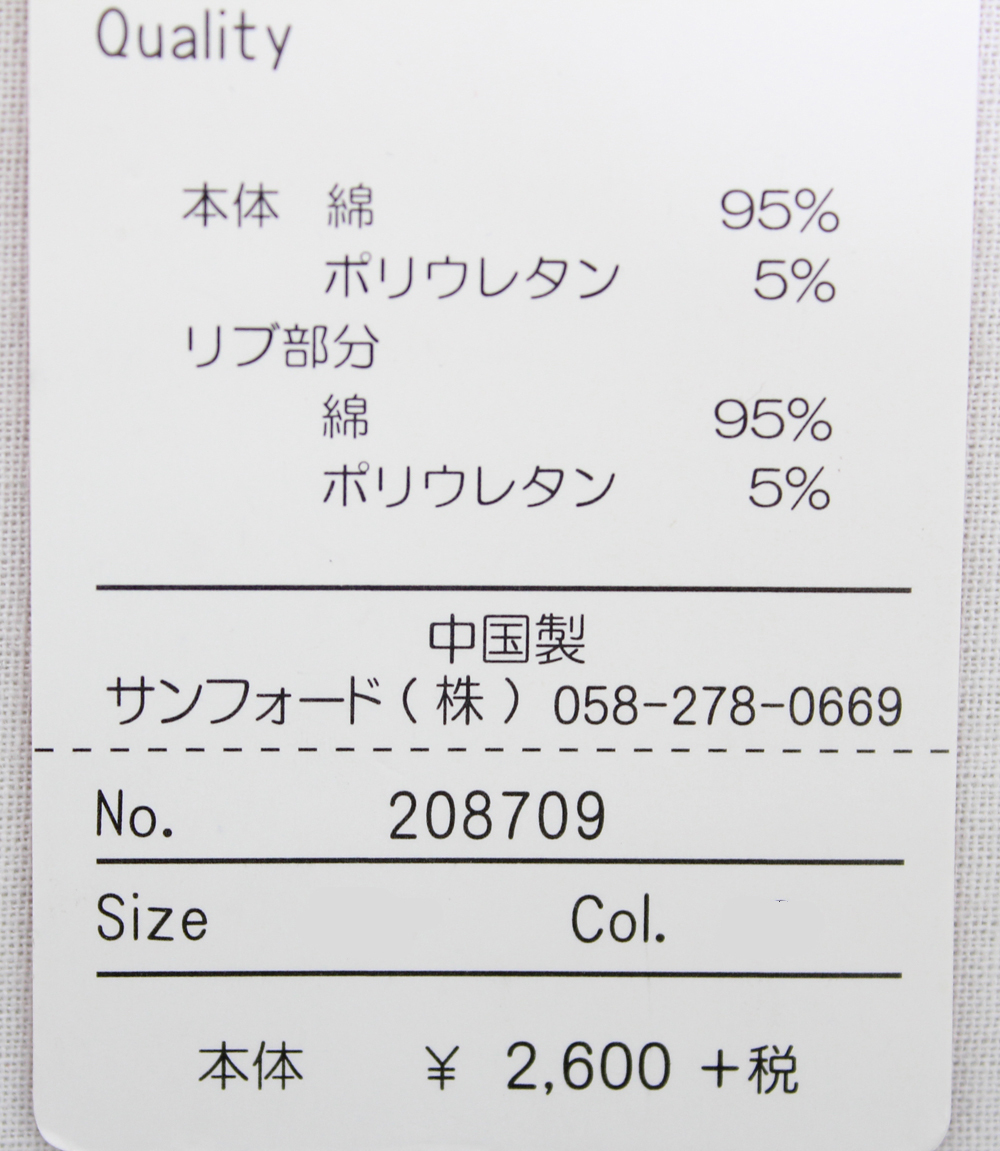 Quality
本体 綿 95%
ポリウレタン 5%
リブ部分
綿 95%
ポリウレタン 5%
中国製
サンフォード(株) 058-278-0669
No. 208709
Size Col.
本体 ¥ 2,600 +税